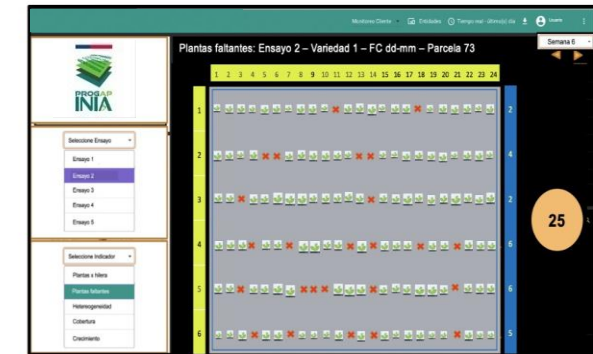 Monitoreo Cliente Entidades Tiempo real - último(s) día Usuario
PROGAP
INIA
Plantas faltantes: Ensayo 2 – Variedad 1 – FC dd-mm – Parcela 73
Semana 6
1 2 3 4 5 6 7 8 9 10 11 12 13 14 15 16 17 18 19 20 21 22 23 24
1 2
2 4
3 2
4 6
5 6
6 5
25
Seleccione Ensayo
Ensayo 1
Ensayo 2
Ensayo 3
Ensayo 4
Ensayo 5
Seleccione Indicador
Plantas x hilera
Plantas faltantes
Heterogeneidad
Cobertura
Crecimiento